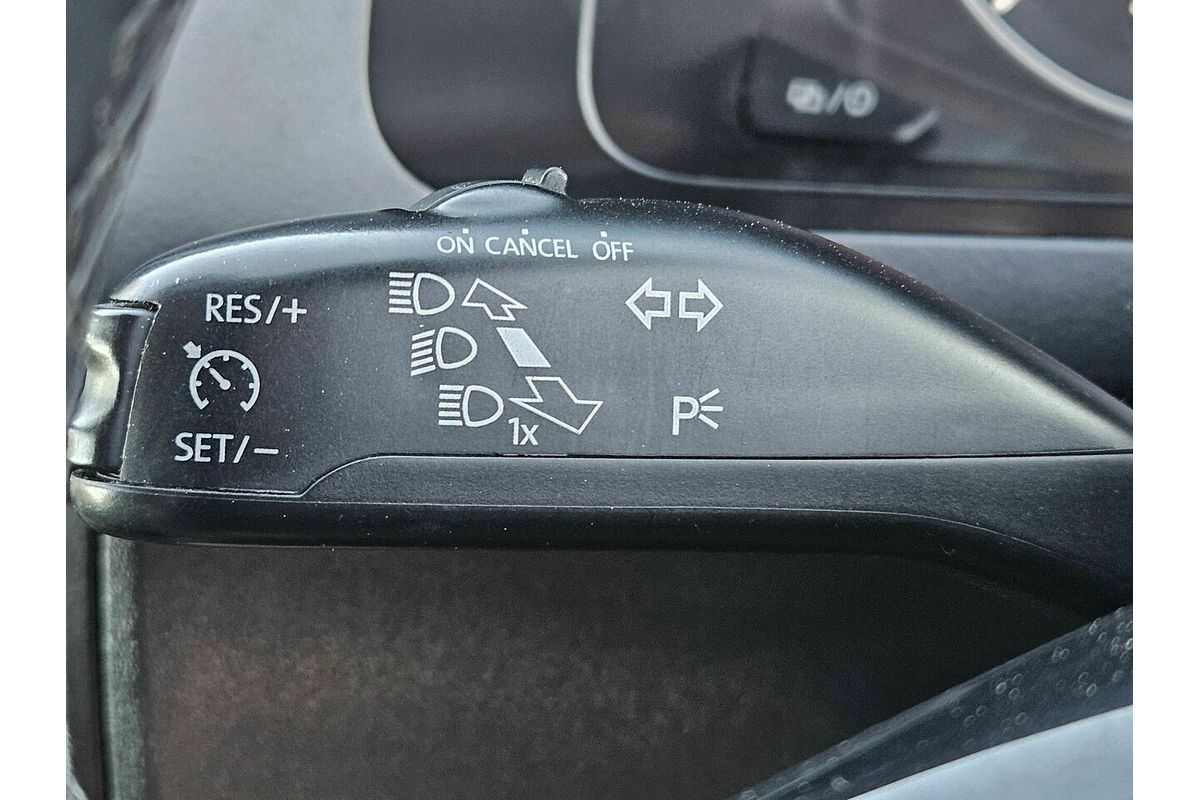 ON CANCEL OFF
RES/+
SET/−
1x
P